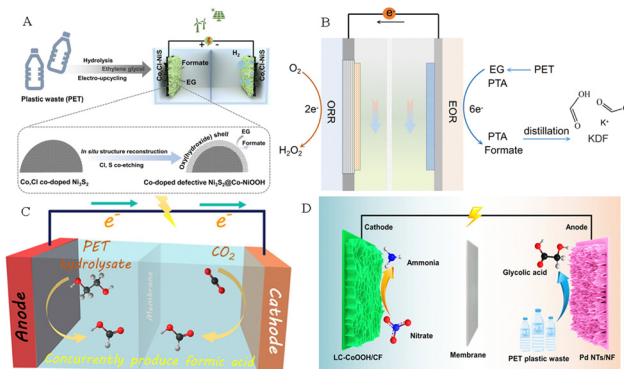 A
Hydrolysis
Ethylene glycol
Electro-upcycling
Plastic waste (PET)
+ -
Co,Cl-NiS
Formate
EG
H₂
Co,Cl-NiS
In situ structure reconstruction
Cl, S co-etching
Oxy(hydroxide) shell
EG
Formate
Co,Cl co-doped Ni₃S₂
Co-doped defective Ni₃S₂@Co-NiOOH
B
e⁻
O₂
2e⁻
H₂O₂
ORR
EOR
EG
PTA
PET
6e⁻
PTA
Formate
distillation
K⁺
KDF
C
e⁻
e⁻
Anode
PET
hydrolysate
Membrane
CO₂
Cathode
Concurrently produce formic acid
D
Cathode
Anode
Ammonia
Nitrate
Glycolic acid
PET plastic waste
LC-CoOOH/CF
Membrane
Pd NTs/NF